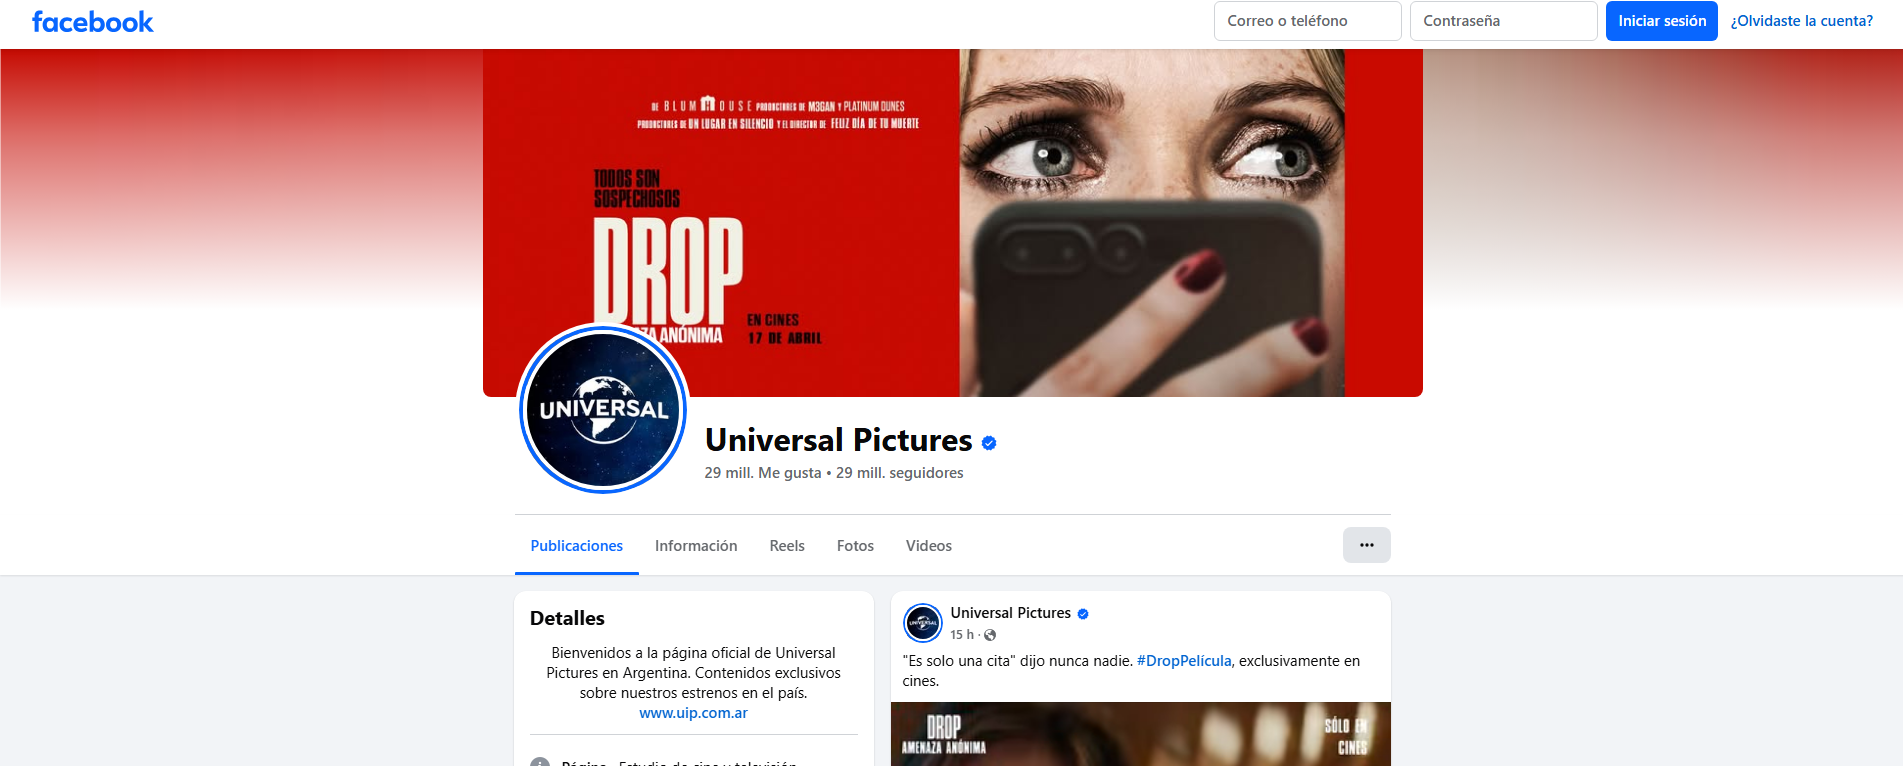 facebook
Correo o teléfono
Contraseña
Iniciar sesión
¿Olvidaste la cuenta?
DE BLUMHOUSE PRODUCTORES DE M3GAN Y PLATINUM DUNES
PRODUCTORES DE UN LUGAR EN SILENCIO Y EL DIRECTOR DE FELIZ DÍA DE TU MUERTE
TODOS SON
SOSPECHOSOS
DROP
ANÓNIMA
EN CINES
17 DE ABRIL
UNIVERSAL
Universal Pictures
29 mill. Me gusta • 29 mill. seguidores
Publicaciones
Información
Reels
Fotos
Videos
Detalles
Bienvenidos a la página oficial de Universal
Pictures en Argentina. Contenidos exclusivos
sobre nuestros estrenos en el país.
www.uip.com.ar
Página · Estudio de cine y televisión
Universal Pictures
UNIVERSAL
15 h ·
"Es solo una cita" dijo nunca nadie. #DropPelícula, exclusivamente en
cines.
DROP
AMENAZA ANÓNIMA
SÓLO EN
CINES